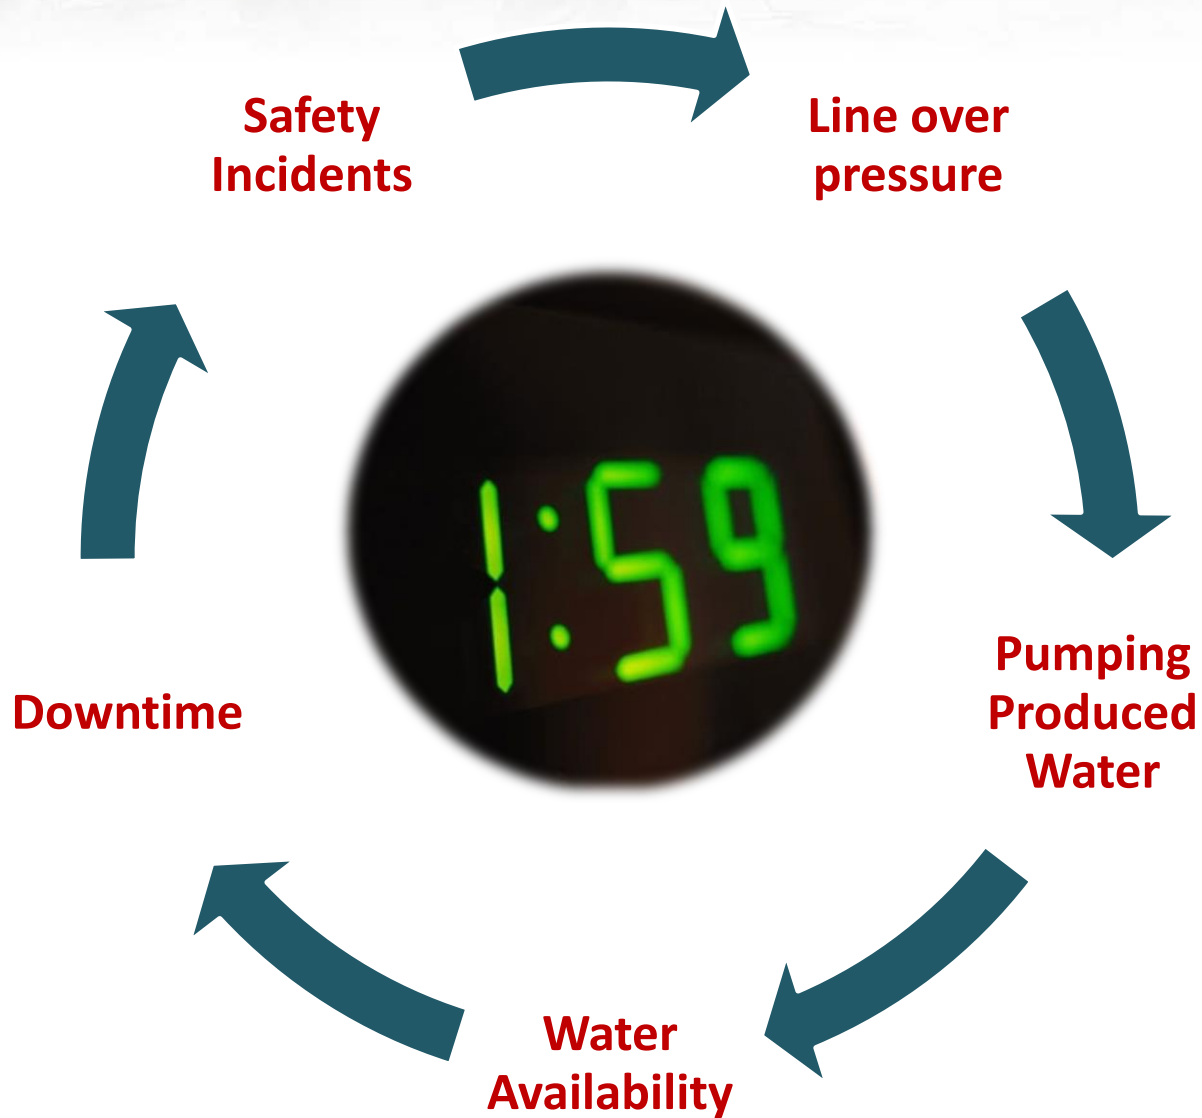 Safety
Incidents
Line over
pressure
1:59
Pumping
Produced
Water
Downtime
Water
Availability